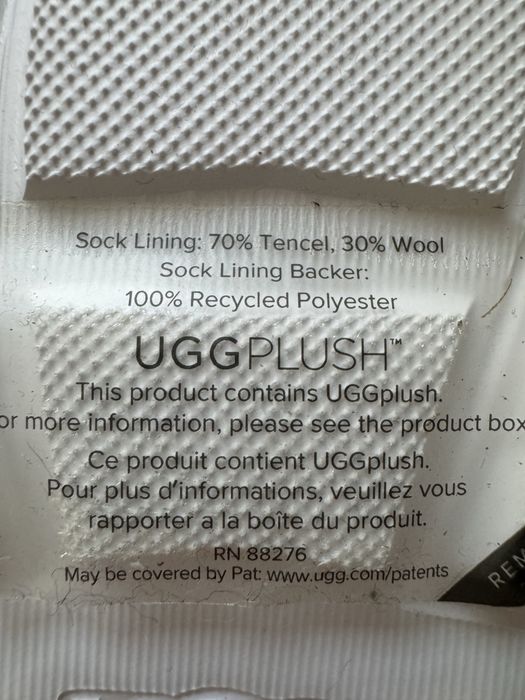 Sock Lining: 70% Tencel, 30% Wool
Sock Lining Backer:
100% Recycled Polyester
UGGPLUSH™
This product contains UGGplush.
more information, please see the product box
Ce produit contient UGGplush.
Pour plus d'informations, veuillez vous
rapporter a la boîte du produit.
RN 88276
May be covered by Pat: www.ugg.com/patents